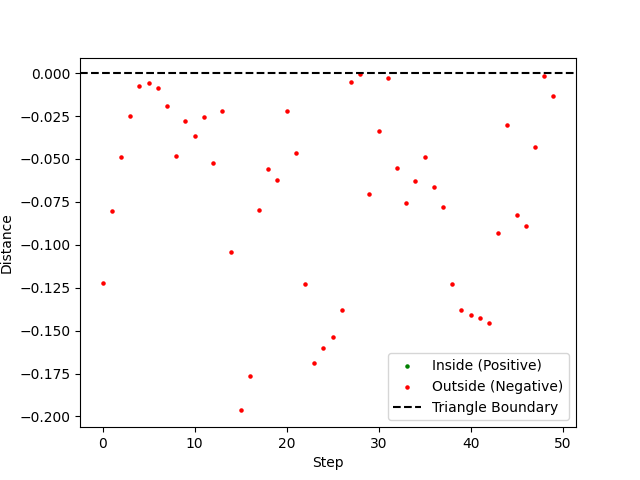 0.000
−0.025
−0.050
−0.075
−0.100
−0.125
−0.150
−0.175
−0.200
Distance
0 10 20 30 40 50
Step
Inside (Positive)
Outside (Negative)
Triangle Boundary